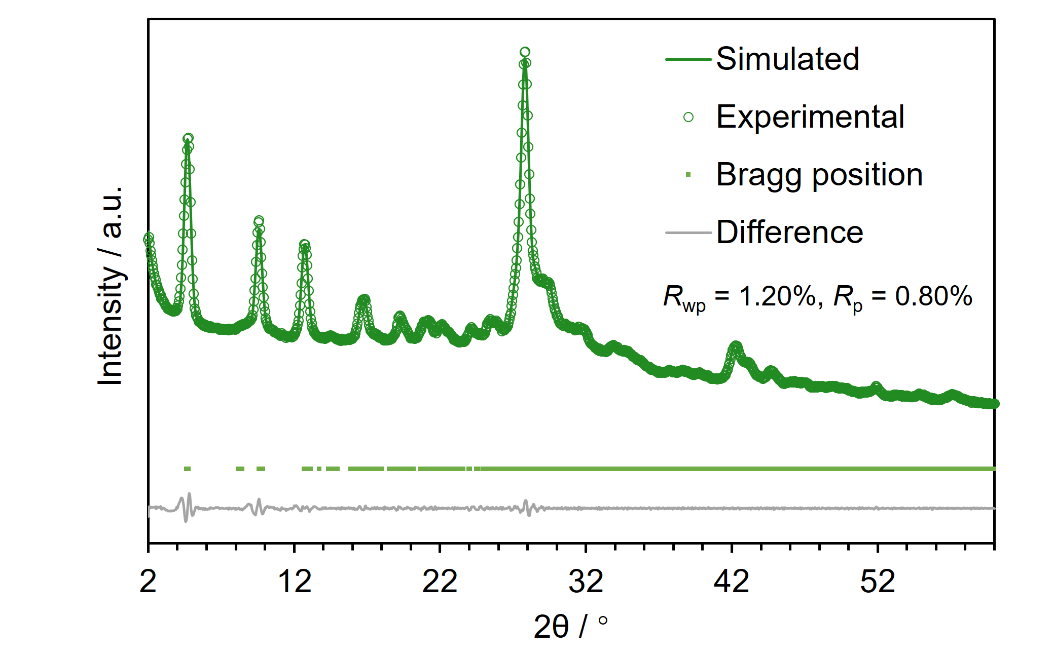 Simulated
Experimental
Bragg position
Difference
Rwp = 1.20%, Rp = 0.80%
Intensity / a.u.
2 12 22 32 42 52
2θ / °